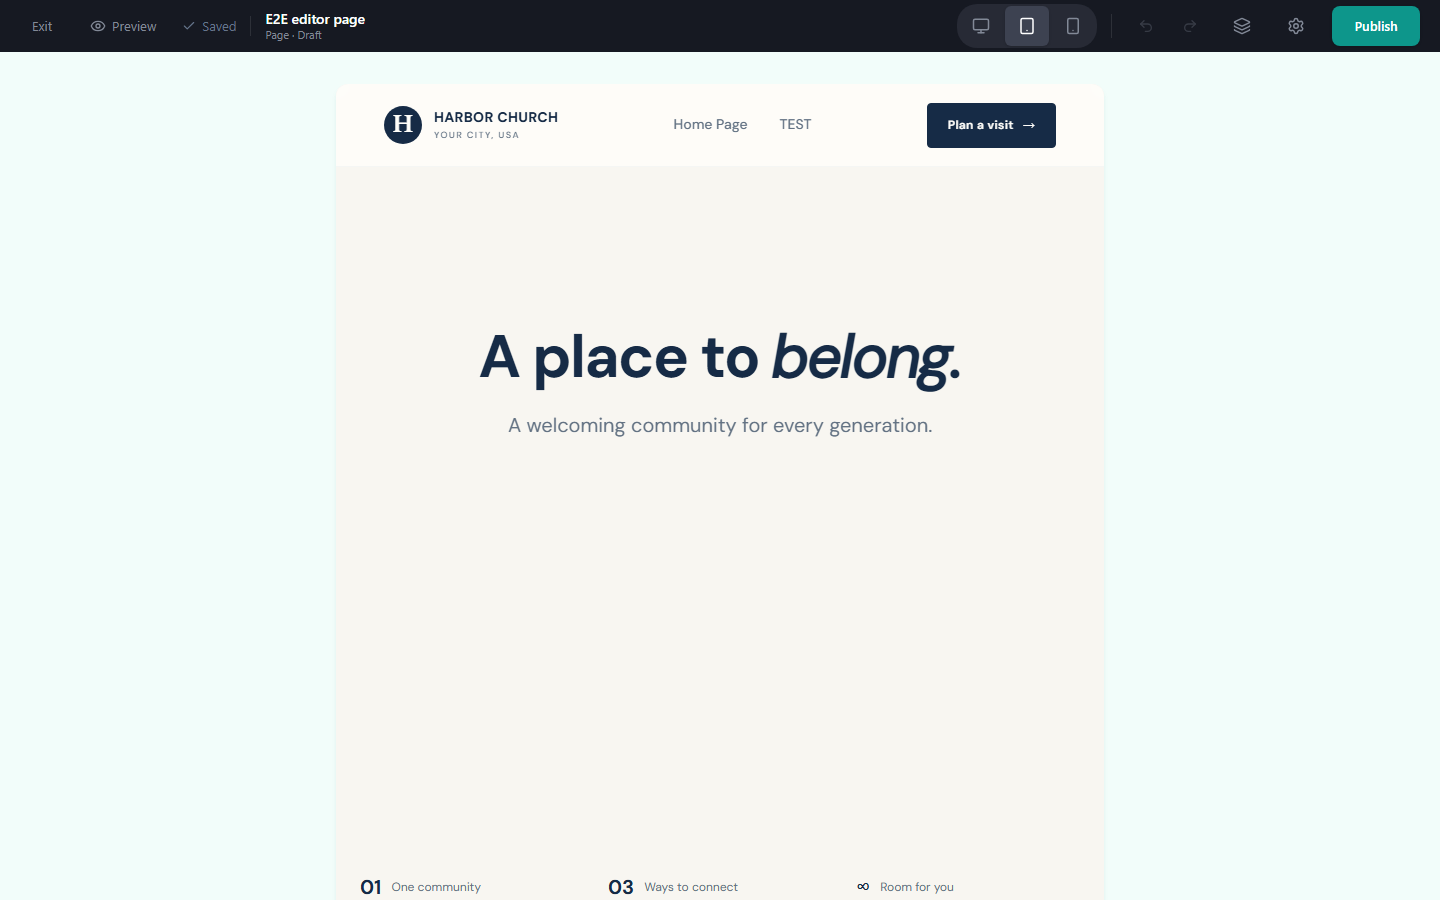 Exit
Preview
Saved
E2E editor page
Page · Draft
Publish
H
HARBOR CHURCH
YOUR CITY, USA
Home Page
TEST
Plan a visit →
A place to belong.
A welcoming community for every generation.
01 One community
03 Ways to connect
∞ Room for you